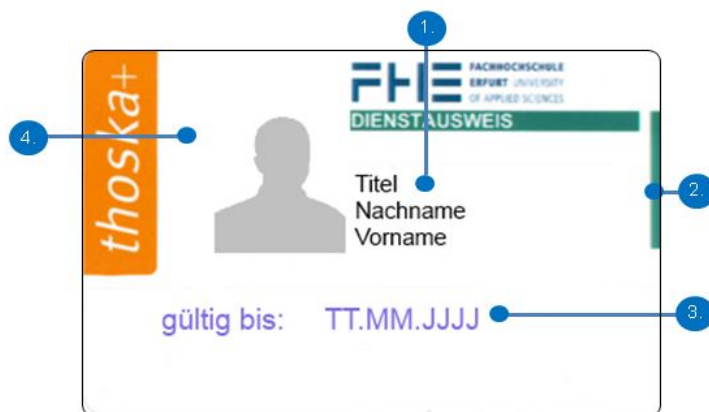 1.
FACHHOCHSCHULE
ERFURT UNIVERSITY
OF APPLIED SCIENCES
DIENSTAUSWEIS
4.
thoska+
Titel
2.
Nachname
Vorname
gültig bis: TT.MM.JJJJ
3.